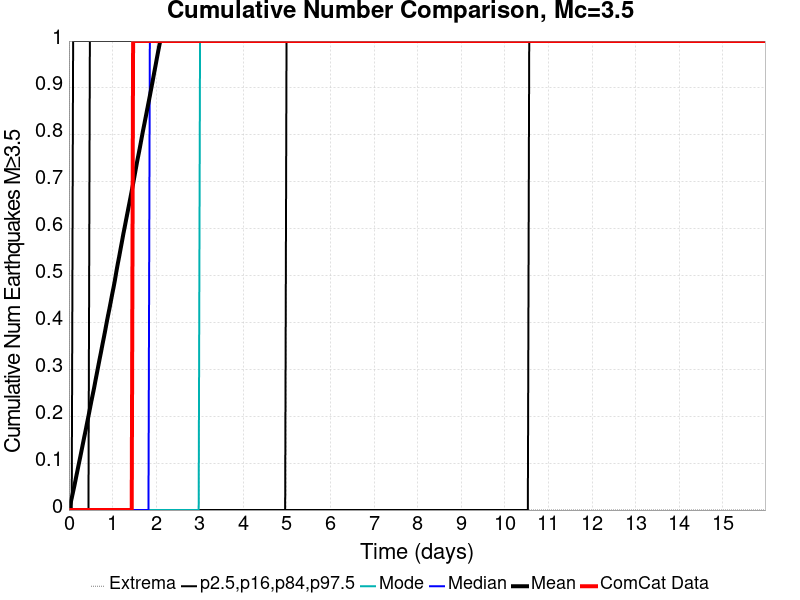 Cumulative Number Comparison, Mc=3.5
Cumulative Num Earthquakes M≥3.5
1
0.9
0.8
0.7
0.6
0.5
0.4
0.3
0.2
0.1
0
0 1 2 3 4 5 6 7 8 9 10 11 12 13 14 15
Time (days)
Extrema p2.5,p16,p84,p97.5 Mode Median Mean ComCat Data